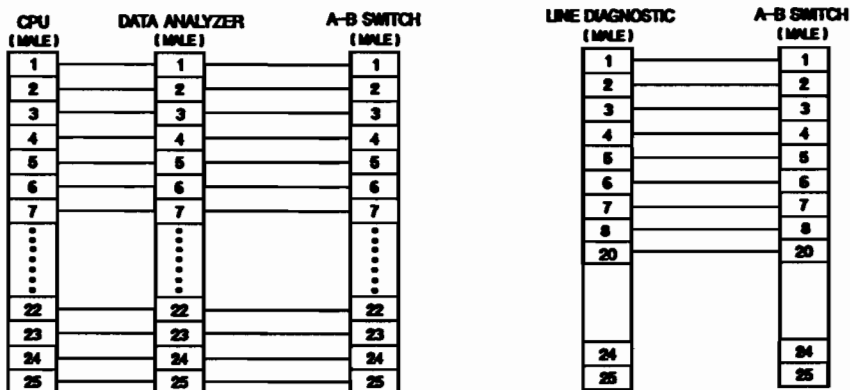 CPU DATA ANALYZER A-B SWITCH
(MALE) (MALE) (MALE)
1 1 1
2 2 2
3 3 3
4 4 4
5 5 5
6 6 6
7 7 7
22 22 22
23 23 23
24 24 24
25 25 25
LINE DIAGNOSTIC A-B SWITCH
(MALE) (MALE)
1 1
2 2
3 3
4 4
5 5
6 6
7 7
8 8
20 20
24 24
25 25